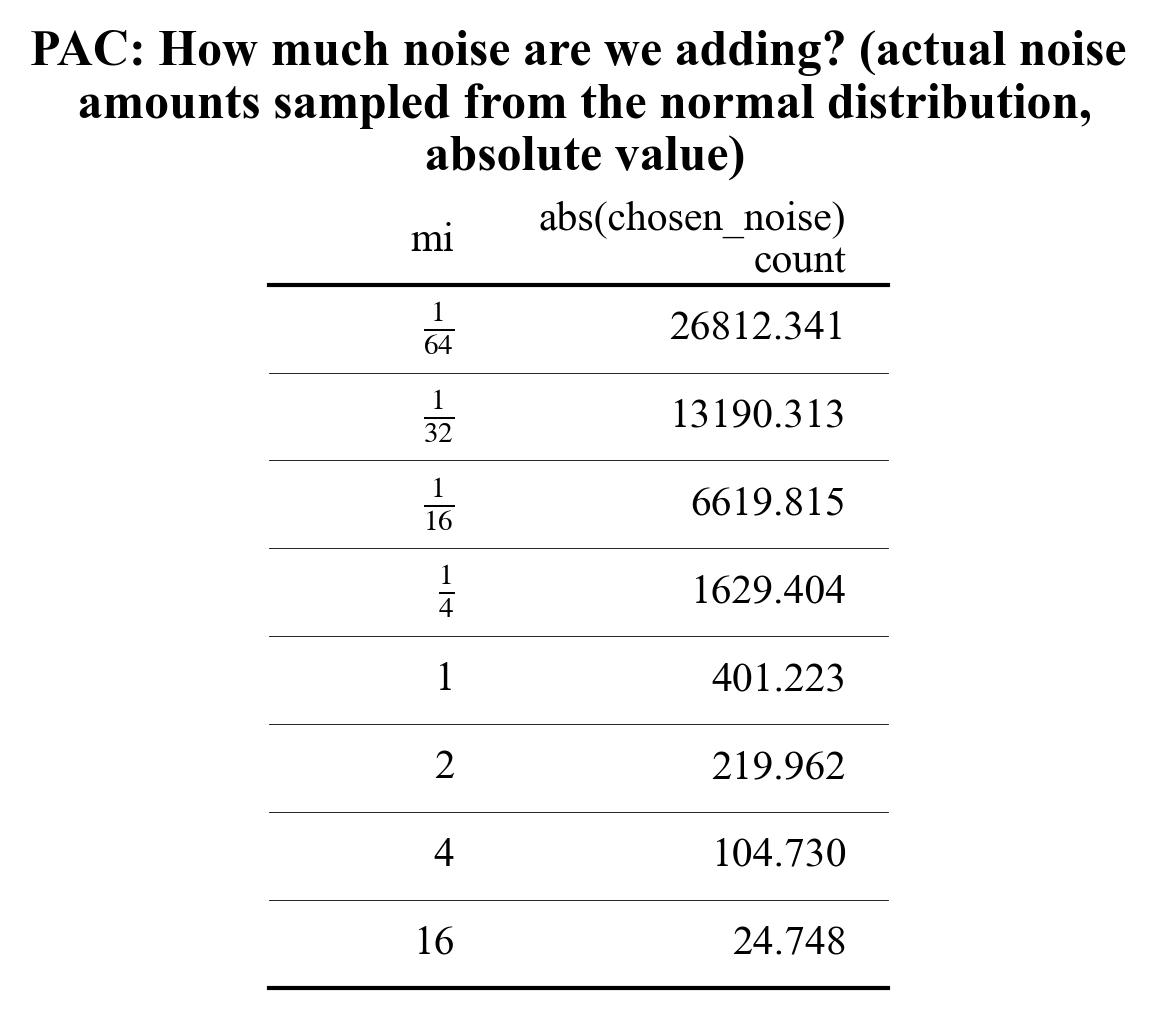 PAC: How much noise are we adding? (actual noise
amounts sampled from the normal distribution,
absolute value)
mi abs(chosen_noise)
count
1/64 26812.341
1/32 13190.313
1/16 6619.815
1/4 1629.404
1 401.223
2 219.962
4 104.730
16 24.748